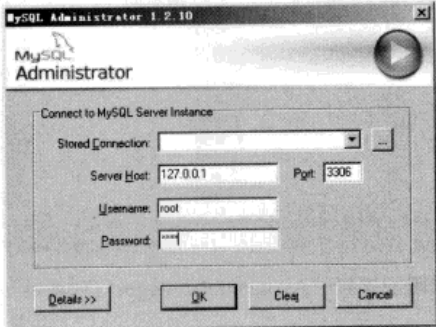 MySQL Administrator 1.2.10
MySQL
Administrator
Connect to MySQL Server Instance
Stored Connection:
...
Server Host: 127.0.0.1 Port: 3306
Username: root
Password: ****
Details >> OK Clear Cancel